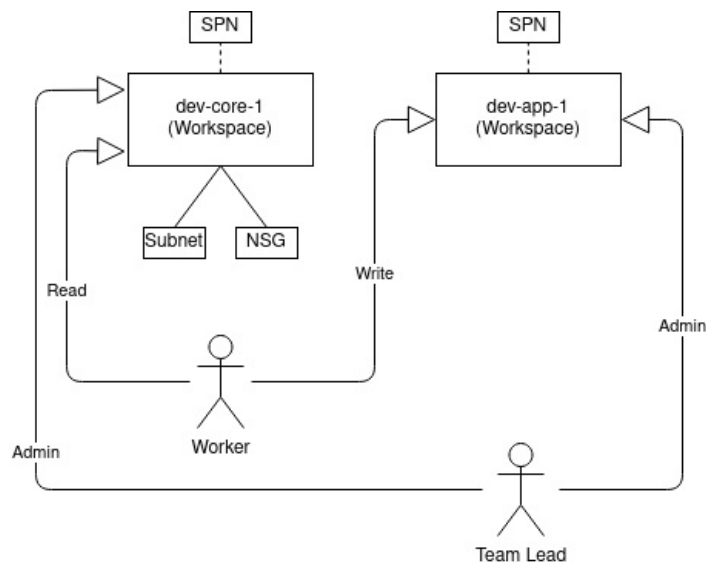 SPN
SPN
dev-core-1
(Workspace)
dev-app-1
(Workspace)
Subnet
NSG
Read
Write
Admin
Worker
Admin
Team Lead